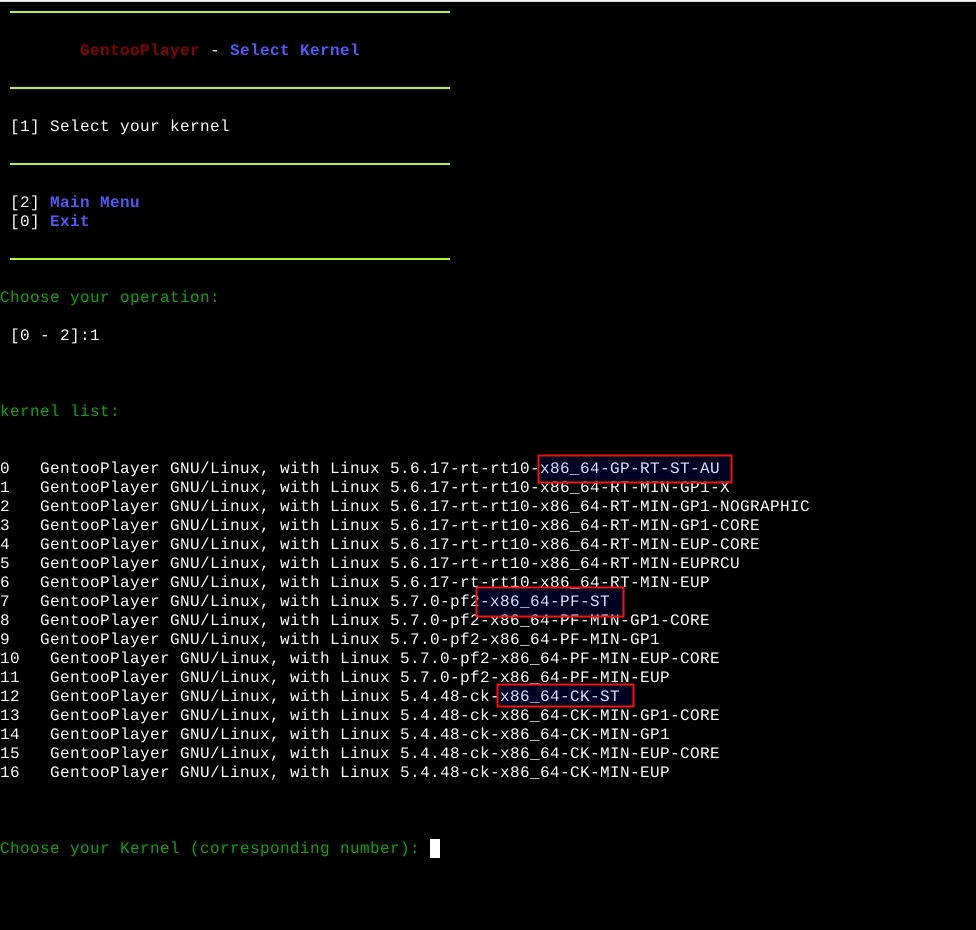 GentooPlayer - Select Kernel
[1] Select your kernel
[2] Main Menu
[0] Exit
Choose your operation:
[0 - 2]:1
kernel list:
0 GentooPlayer GNU/Linux, with Linux 5.6.17-rt-rt10-x86_64-GP-RT-ST-AU
1 GentooPlayer GNU/Linux, with Linux 5.6.17-rt-rt10-x86_64-RT-MIN-GP1-X
2 GentooPlayer GNU/Linux, with Linux 5.6.17-rt-rt10-x86_64-RT-MIN-GP1-NOGRAPHIC
3 GentooPlayer GNU/Linux, with Linux 5.6.17-rt-rt10-x86_64-RT-MIN-GP1-CORE
4 GentooPlayer GNU/Linux, with Linux 5.6.17-rt-rt10-x86_64-RT-MIN-EUP-CORE
5 GentooPlayer GNU/Linux, with Linux 5.6.17-rt-rt10-x86_64-RT-MIN-EUPRCU
6 GentooPlayer GNU/Linux, with Linux 5.6.17-rt-rt10-x86_64-RT-MIN-EUP
7 GentooPlayer GNU/Linux, with Linux 5.7.0-pf2-x86_64-PF-ST
8 GentooPlayer GNU/Linux, with Linux 5.7.0-pf2-x86_64-PF-MIN-GP1-CORE
9 GentooPlayer GNU/Linux, with Linux 5.7.0-pf2-x86_64-PF-MIN-GP1
10 GentooPlayer GNU/Linux, with Linux 5.7.0-pf2-x86_64-PF-MIN-EUP-CORE
11 GentooPlayer GNU/Linux, with Linux 5.7.0-pf2-x86_64-PF-MIN-EUP
12 GentooPlayer GNU/Linux, with Linux 5.4.48-ck-x86_64-CK-ST
13 GentooPlayer GNU/Linux, with Linux 5.4.48-ck-x86_64-CK-MIN-GP1-CORE
14 GentooPlayer GNU/Linux, with Linux 5.4.48-ck-x86_64-CK-MIN-GP1
15 GentooPlayer GNU/Linux, with Linux 5.4.48-ck-x86_64-CK-MIN-EUP-CORE
16 GentooPlayer GNU/Linux, with Linux 5.4.48-ck-x86_64-CK-MIN-EUP
Choose your Kernel (corresponding number):